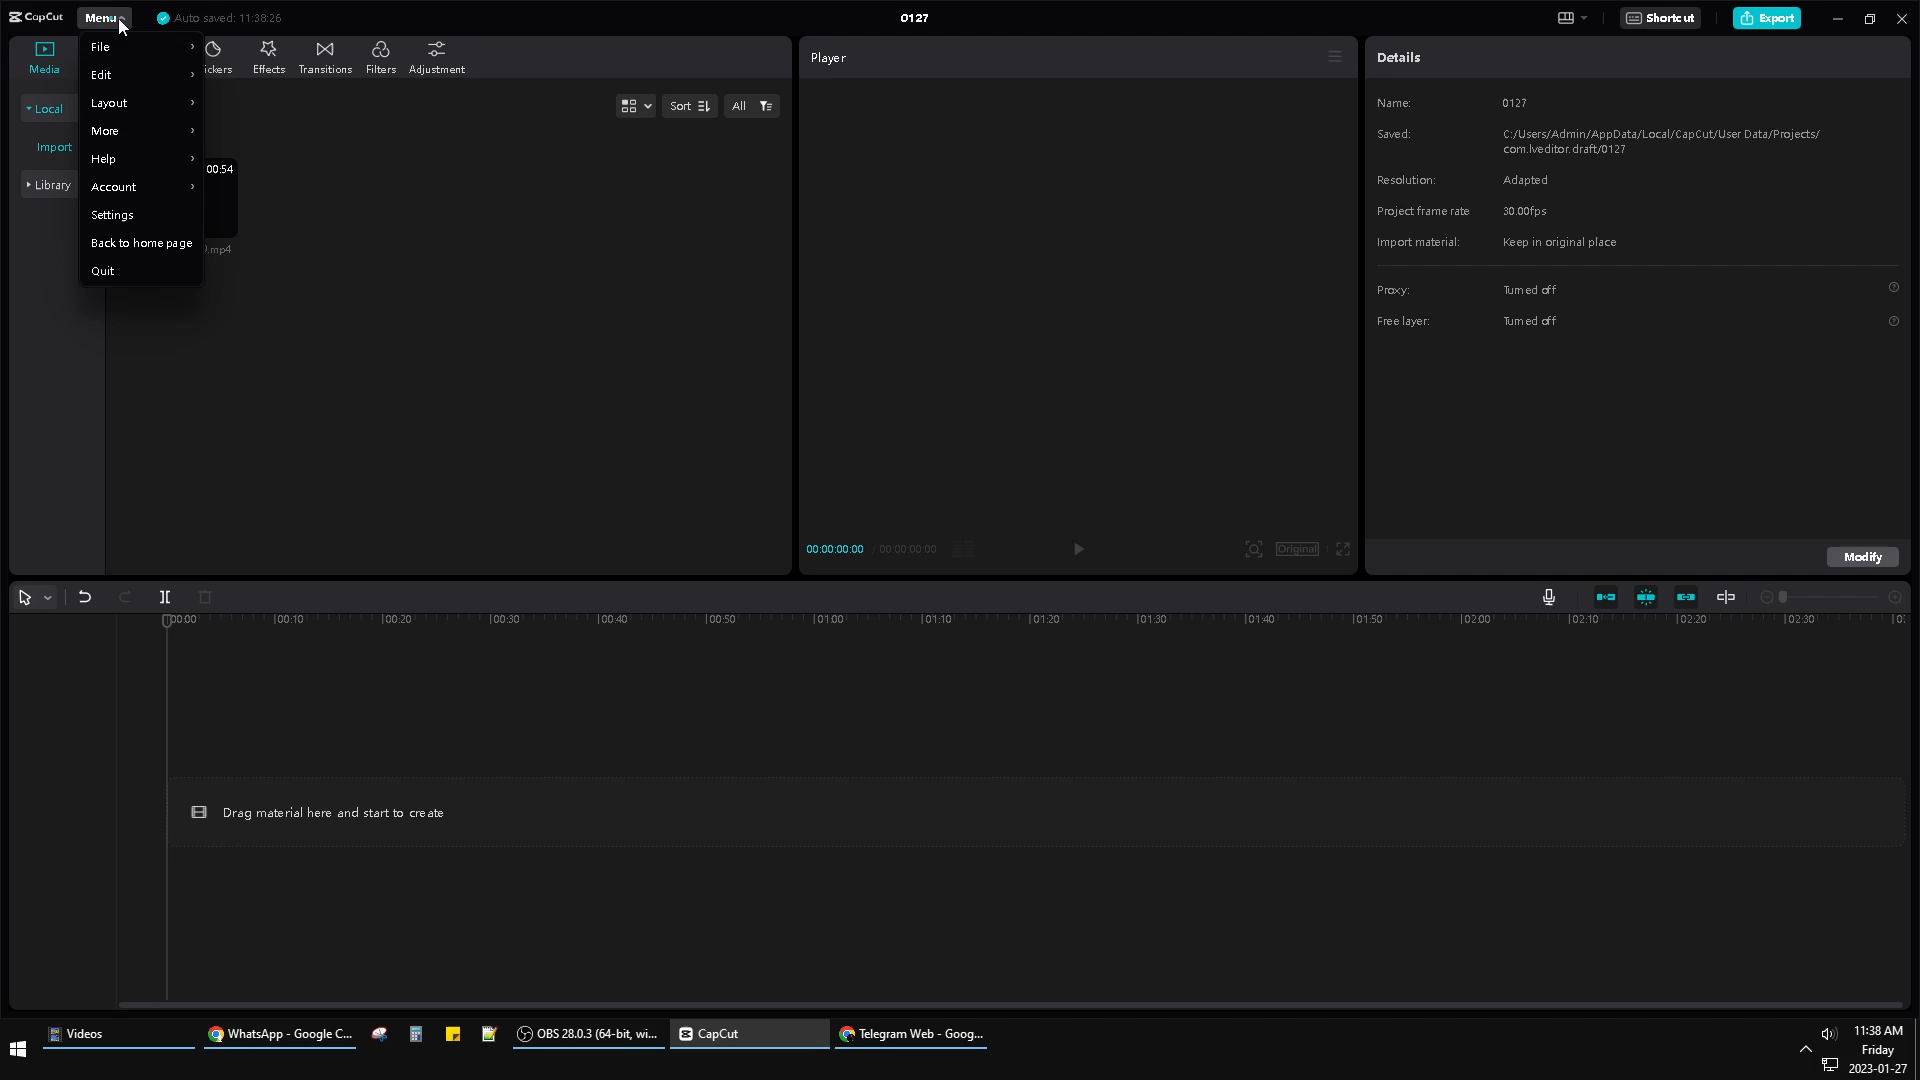 CapCut
Menu
Auto saved: 11:38:26
0127
Shortcut
Export
File
Edit
Layout
More
Help
Account
Settings
Back to home page
Quit
Media
ickers
Effects
Transitions
Filters
Adjustment
Local
Import
Library
Sort
All
00:54
.mp4
Player
00:00:00:00 / 00:00:00:00
Original
Details
Name: 0127
Saved: C:/Users/Admin/AppData/Local/CapCut/User Data/Projects/
com.lveditor.draft/0127
Resolution: Adapted
Project frame rate 30.00fps
Import material: Keep in original place
Proxy: Turned off
Free layer: Turned off
Modify
00:00 00:10 00:20 00:30 00:40 00:50 01:00 01:10 01:20 01:30 01:40 01:50 02:00 02:10 02:20 02:30
Drag material here and start to create
Videos
WhatsApp - Google C...
OBS 28.0.3 (64-bit, wi...
CapCut
Telegram Web - Goog...
11:38 AM
Friday
2023-01-27